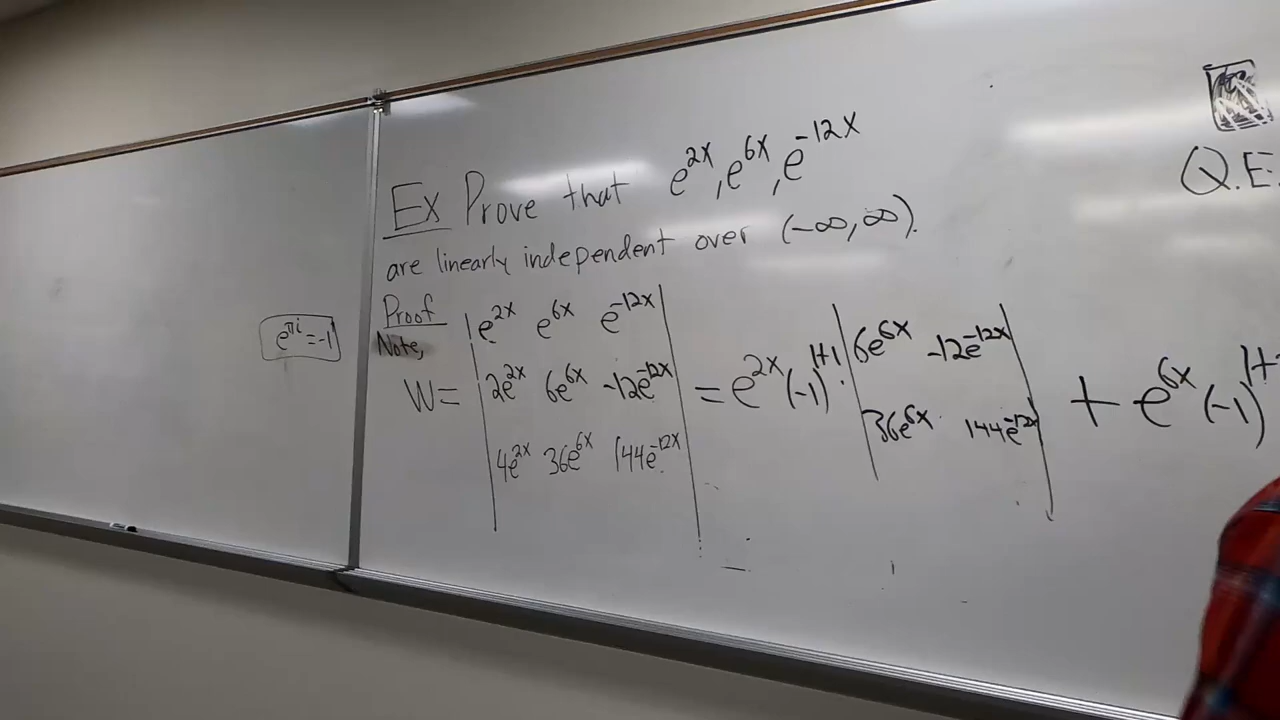 Ex Prove that e^{2x}, e^{6x}, e^{-12x}
are linearly independent over (-∞, ∞).
Proof
Note,
W = | e^{2x} e^{6x} e^{-12x} |
| 2e^{2x} 6e^{6x} -12e^{-12x} |
| 4e^{2x} 36e^{6x} 144e^{-12x} |
= e^{2x} (-1)^{1+1} · | 6e^{6x} -12e^{-12x} |
| 36e^{6x} 144e^{-12x} |
+ e^{6x} (-1)^{1+
e^{πi} = -1
Q.E.